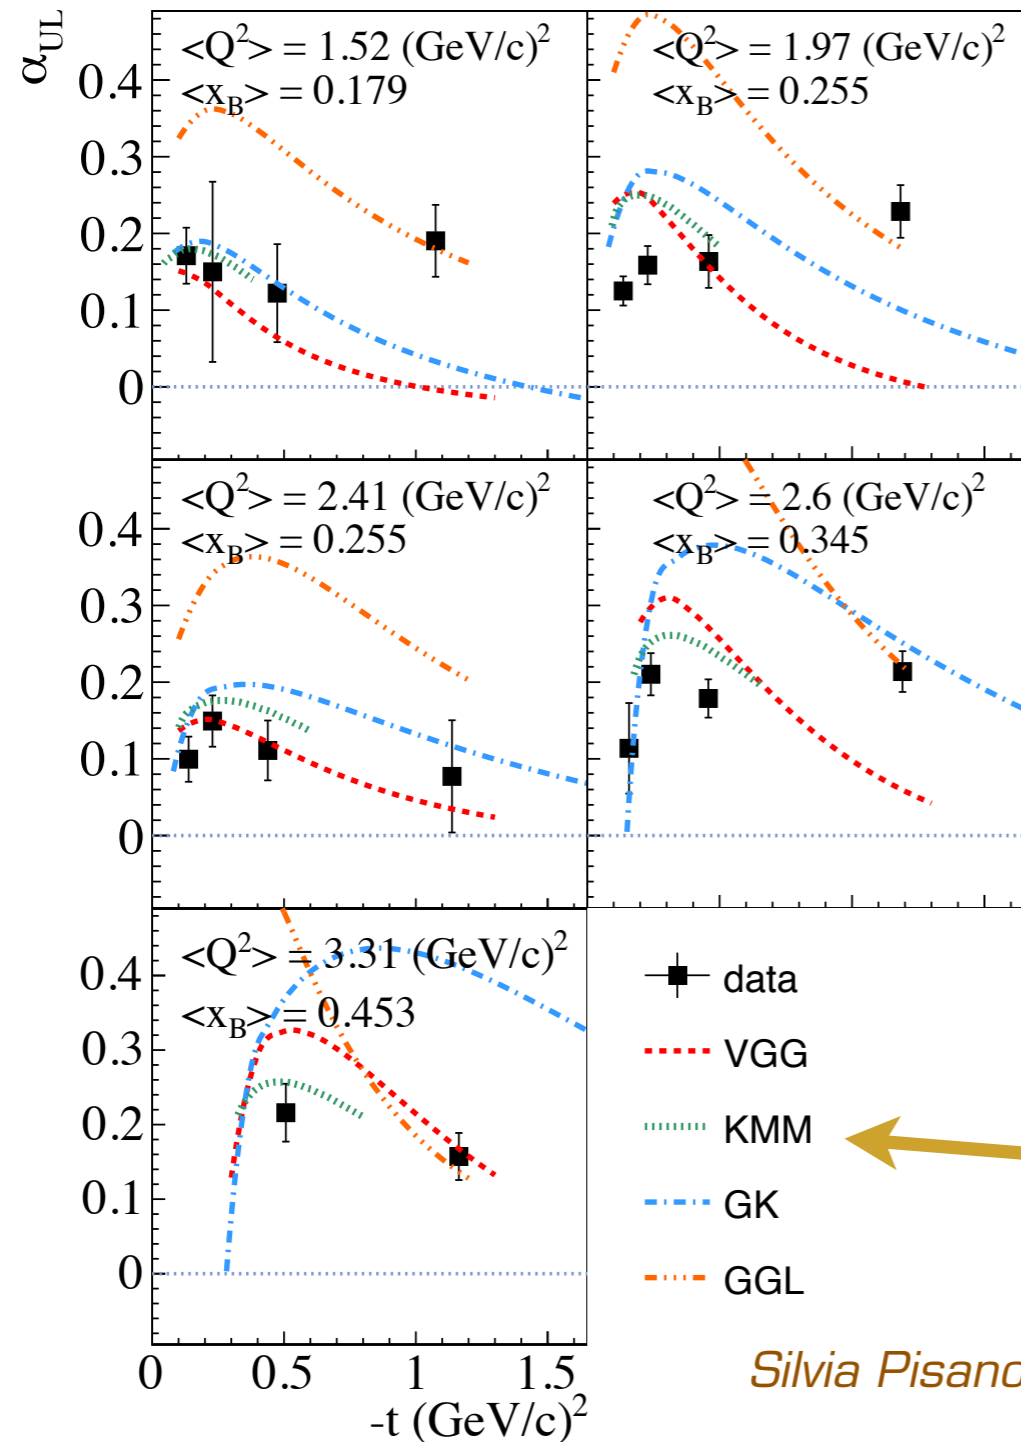 α_UL
<Q²> = 1.52 (GeV/c)²
<x_B> = 0.179
<Q²> = 1.97 (GeV/c)²
<x_B> = 0.255
0.4
0.3
0.2
0.1
0
<Q²> = 2.41 (GeV/c)²
<x_B> = 0.255
<Q²> = 2.6 (GeV/c)²
<x_B> = 0.345
0.4
0.3
0.2
0.1
0
<Q²> = 3.31 (GeV/c)²
<x_B> = 0.453
0.4
0.3
0.2
0.1
0
0 0.5 1 1.5
-t (GeV/c)²
data
VGG
KMM
GK
GGL
Silvia Pisano